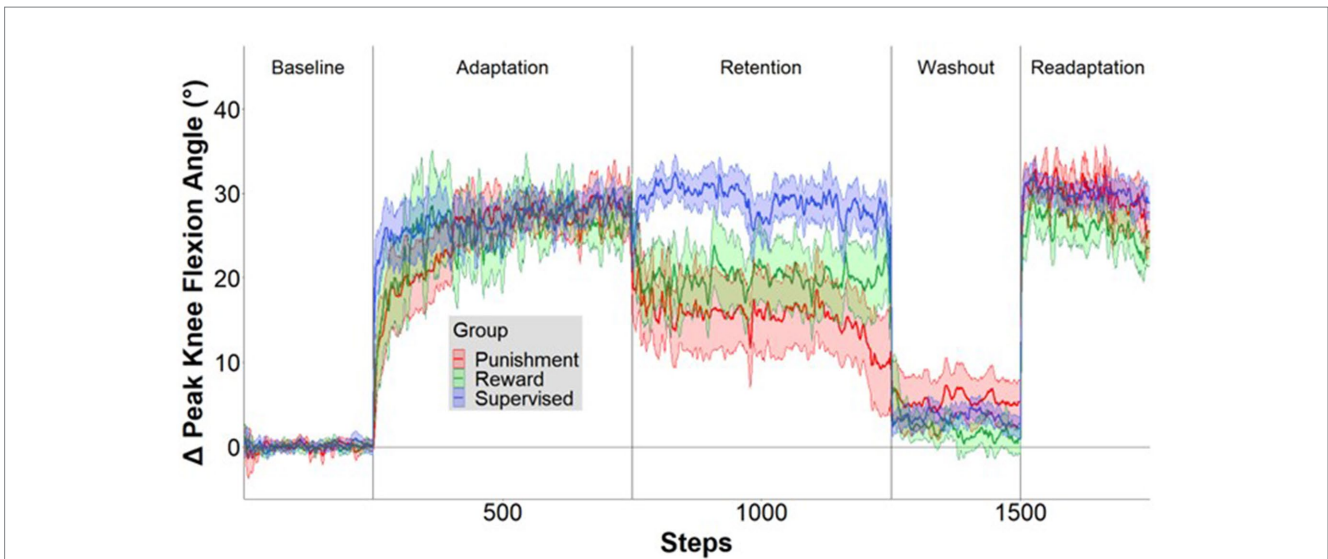 Baseline Adaptation Retention Washout Readaptation
Δ Peak Knee Flexion Angle (°)
40
30
20
10
0
Group
Punishment
Reward
Supervised
500 1000 1500
Steps